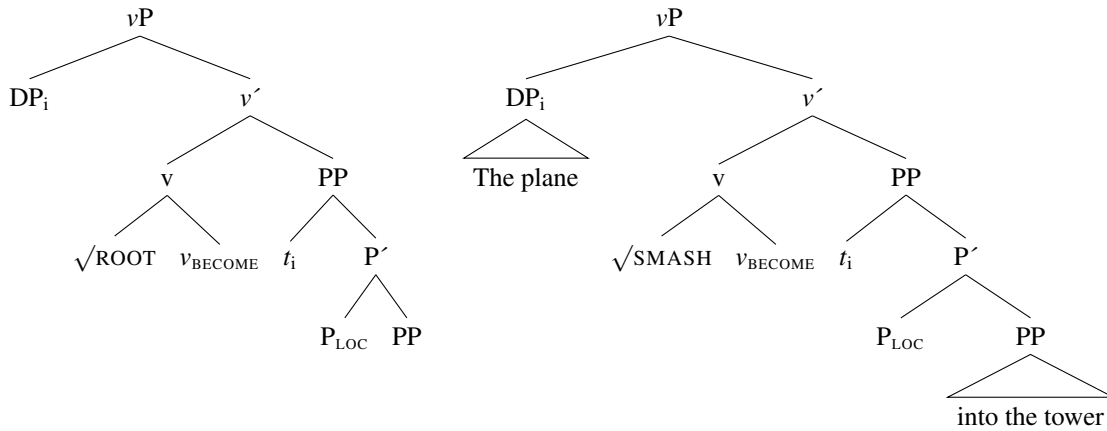 vP vP
DPi v´ DPi v´
The plane
v PP v PP
√ROOT vBECOME ti P´ √SMASH vBECOME ti P´
PLOC PP PLOC PP
into the tower